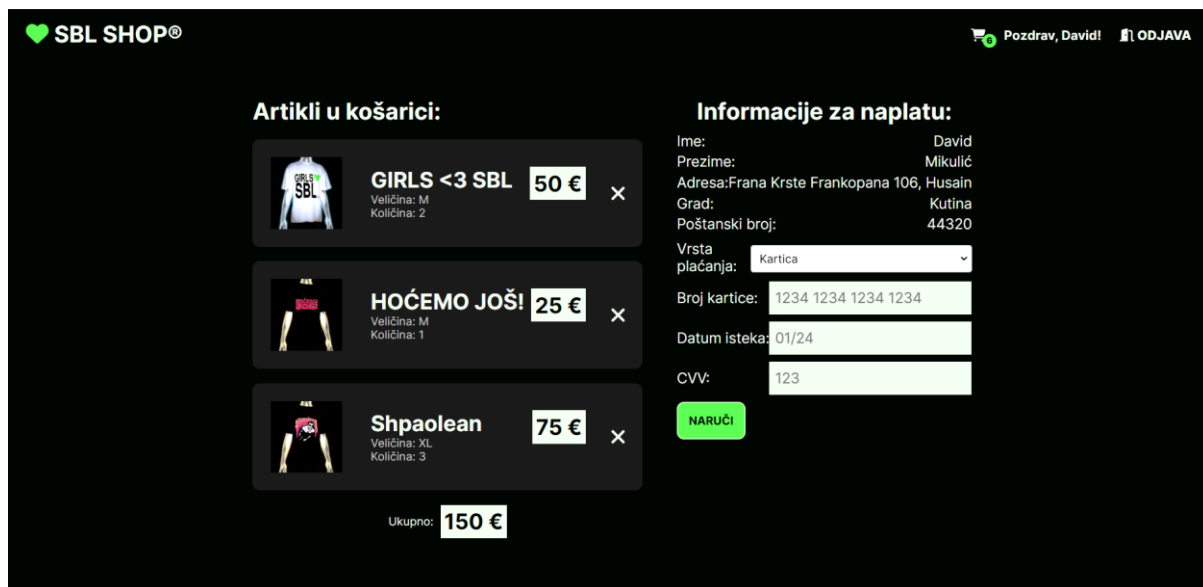 SBL SHOP®
6
Pozdrav, David!
ODJAVA
Artikli u košarici:
GIRLS
SBL
GIRLS <3 SBL
50 €
Veličina: M
Količina: 2
HOĆEMO JOŠ!
25 €
Veličina: M
Količina: 1
Shpaolean
75 €
Veličina: XL
Količina: 3
Ukupno: 150 €
Informacije za naplatu:
Ime: David
Prezime: Mikulić
Adresa:Frana Krste Frankopana 106, Husain
Grad: Kutina
Poštanski broj: 44320
Vrsta
plaćanja:
Kartica
Broj kartice: 1234 1234 1234 1234
Datum isteka: 01/24
CVV: 123
NARUČI